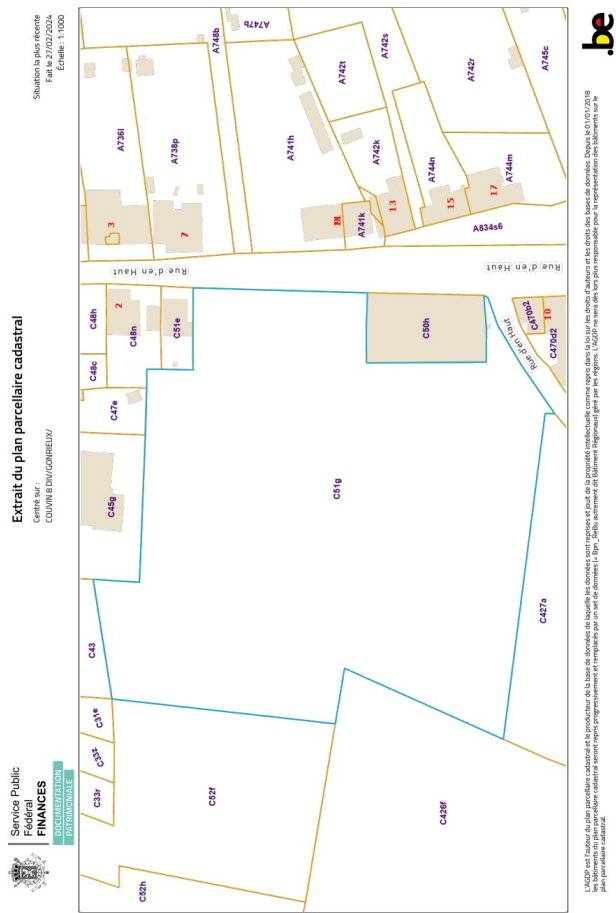 Service Public
Fédéral
FINANCES
DOCUMENTATION
PATRIMONIALE
Extrait du plan parcellaire cadastral
Centré sur :
COUVIN 8 DIV/GONRIEUX/
Situation la plus récente
Fait le 27/02/2024
Échelle : 1:1000
C52h
C33r
C33z
C31e
C43
C45g
C47e
C48c
C48h
2
C48n
C51e
C52f
C51g
C50h
C426f
C427a
Rue d'en Haut
C470b2
10
C470d2
Rue d'en Haut
Rue d'en Haut
3
A736l
7
A738p
A748b
A747b
A741h
A741k
A742t
A742k
A742s
13
A744n
15
A742r
17
A744m
A745c
A834s6
.be
L'AGDP est l'auteur du plan parcellaire cadastral et le producteur de la base de données de laquelle les données sont reprises et jouit de la propriété intellectuelle comme repris dans la loi sur les droits d'auteurs et les droits des bases de données. Depuis le 01/01/2018
les bâtiments du plan parcellaire cadastral seront repris progressivement et remplacés par un set de données (= Bpn_ReBu autrement dit Bâtiment Régionaux) géré par les régions. L'AGDP ne sera dès lors plus responsable pour la représentation des bâtiments sur le
plan parcellaire cadastral.